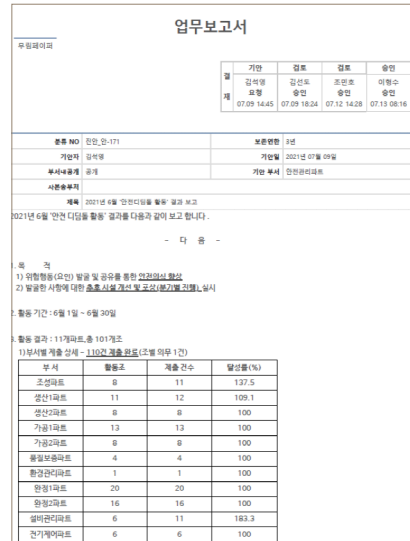 업무보고서
무림페이퍼
결 제 기안 검토 검토 승인
김석영 김선도 조민호 이형수
요청 승인 승인 승인
07.09 14:45 07.09 18:24 07.12 14:28 07.13 08:16
분류 NO 진안_안-171 보존연한 3년
기안자 김석영 기안일 2021년 07월 09일
부서내공개 공개 기안 부서 안전관리파트
사본송부처
제목 2021년 6월 '안전디딤돌 활동' 결과 보고
2021년 6월 '안전 디딤돌 활동' 결과를 다음과 같이 보고 합니다 .
- 다 음 -
1. 목 적
1) 위험행동(요인) 발굴 및 공유를 통한 안전의식 향상
2) 발굴한 사항에 대한 추후 시설 개선 및 포상(분기별 진행) 실시
2. 활동 기간 : 6월 1일 ~ 6월 30일
3. 활동 결과 : 11개파트,총 101개조
1)부서별 제출 상세 - 110건 제출 완료(조별 의무 1건)
부 서 활동조 제출 건수 달성률(%)
조성파트 8 11 137.5
생산1파트 11 12 109.1
생산2파트 8 8 100
가공1파트 13 13 100
가공2파트 8 8 100
품질보증파트 4 4 100
환경관리파트 1 1 100
완정1파트 20 20 100
완정2파트 16 16 100
설비관리파트 6 11 183.3
전기제어파트 6 6 100